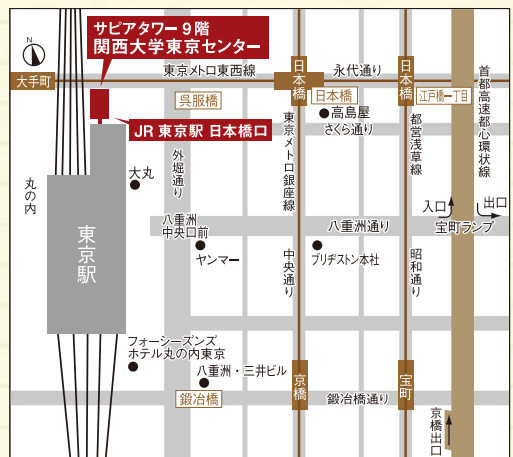 サピアタワー9階
関西大学東京センター
N
大手町
東京メトロ東西線
日本橋
永代通り
日本橋
呉服橋
日本橋
江戸橋一丁目
首都高速都心環状線
高島屋
さくら通り
JR 東京駅 日本橋口
外堀通り
東京メトロ銀座線
都営浅草線
丸の内
大丸
入口
出口
宝町ランプ
八重洲
中央口前
八重洲通り
東京駅
ヤンマー
ブリヂストン本社
中央通り
昭和通り
フォーシーズンズ
ホテル丸の内東京
八重洲・三井ビル
京橋
宝町
鍛冶橋
鍛冶橋通り
京橋出口